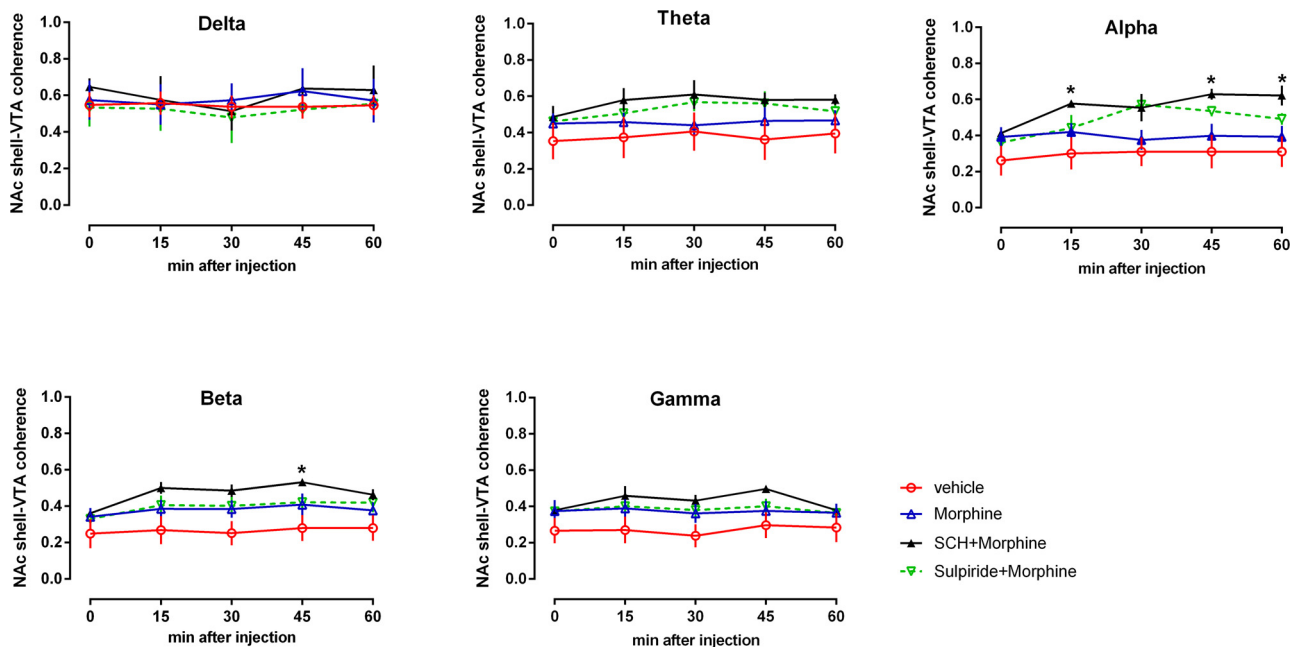 Delta
NAc shell-VTA coherence
1.0
0.8
0.6
0.4
0.2
0.0
0 15 30 45 60
min after injection
Theta
NAc shell-VTA coherence
1.0
0.8
0.6
0.4
0.2
0.0
0 15 30 45 60
min after injection
Alpha
NAc shell-VTA coherence
1.0
0.8
0.6
0.4
0.2
0.0
* * *
0 15 30 45 60
min after injection
Beta
NAc shell-VTA coherence
1.0
0.8
0.6
0.4
0.2
0.0
*
0 15 30 45 60
min after injection
Gamma
NAc shell-VTA coherence
1.0
0.8
0.6
0.4
0.2
0.0
0 15 30 45 60
min after injection
vehicle
Morphine
SCH+Morphine
Sulpiride+Morphine